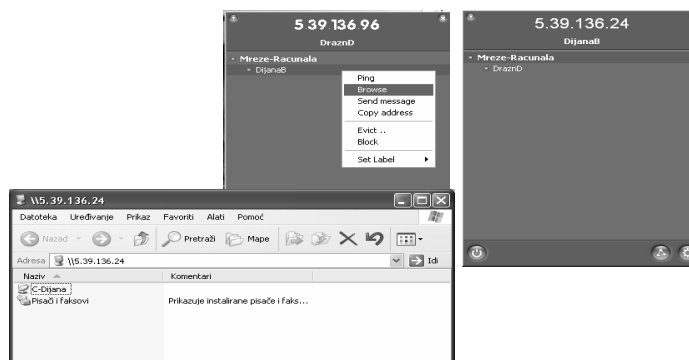 5.39.136.96
DraznD
Mreze-Racunala
DijanaB
Ping
Browse
Send message
Copy address
Evict ..
Block
Set Label
5.39.136.24
DijanaB
Mreze-Racunala
DraznD
\\5.39.136.24
Datoteka Uređivanje Prikaz Favoriti Alati Pomoć
Nazad Pretraži Mape
Adresa \\5.39.136.24 Idi
Naziv Komentari
C-Dijana
Pisači i faksovi Prikazuje instalirane pisače i faks...